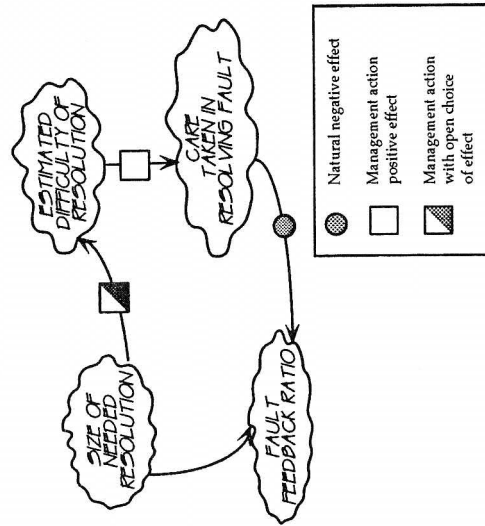 SIZE OF
NEEDED
RESOLUTION
ESTIMATED
DIFFICULTY OF
RESOLUTION
FAULT
FEEDBACK RATIO
CARE
TAKEN IN
RESOLVING FAULT
Natural negative effect
Management action
positive effect
Management action
with open choice
of effect